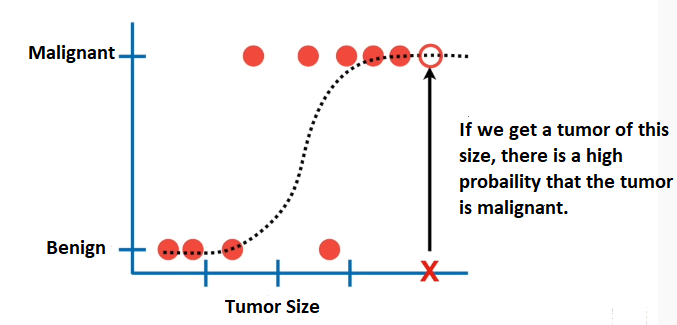 Malignant
If we get a tumor of this
size, there is a high
probaility that the tumor
is malignant.
Benign
X
Tumor Size